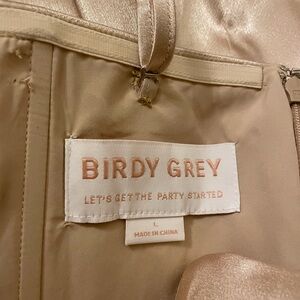 BIRDY GREY
LET'S GET THE PARTY STARTED
L
MADE IN CHINA